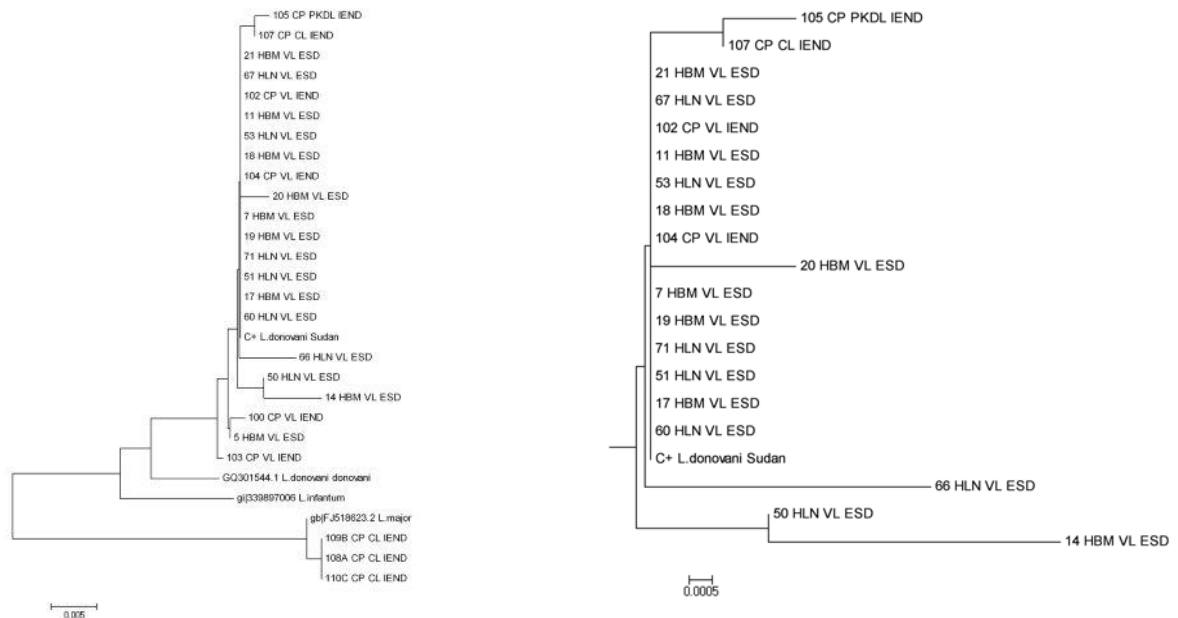 105 CP PKDL IEND
107 CP CL IEND
21 HBM VL ESD
67 HLN VL ESD
102 CP VL IEND
11 HBM VL ESD
53 HLN VL ESD
18 HBM VL ESD
104 CP VL IEND
20 HBM VL ESD
7 HBM VL ESD
19 HBM VL ESD
71 HLN VL ESD
51 HLN VL ESD
17 HBM VL ESD
60 HLN VL ESD
C+ L.donovani Sudan
66 HLN VL ESD
50 HLN VL ESD
14 HBM VL ESD
100 CP VL IEND
5 HBM VL ESD
103 CP VL IEND
GQ301544.1 L.donovani donovani
gi|339897006 L.infantum
gb|FJ518623.2 L.major
109B CP CL IEND
108A CP CL IEND
110C CP CL IEND
0.005
105 CP PKDL IEND
107 CP CL IEND
21 HBM VL ESD
67 HLN VL ESD
102 CP VL IEND
11 HBM VL ESD
53 HLN VL ESD
18 HBM VL ESD
104 CP VL IEND
20 HBM VL ESD
7 HBM VL ESD
19 HBM VL ESD
71 HLN VL ESD
51 HLN VL ESD
17 HBM VL ESD
60 HLN VL ESD
C+ L.donovani Sudan
66 HLN VL ESD
50 HLN VL ESD
14 HBM VL ESD
0.0005